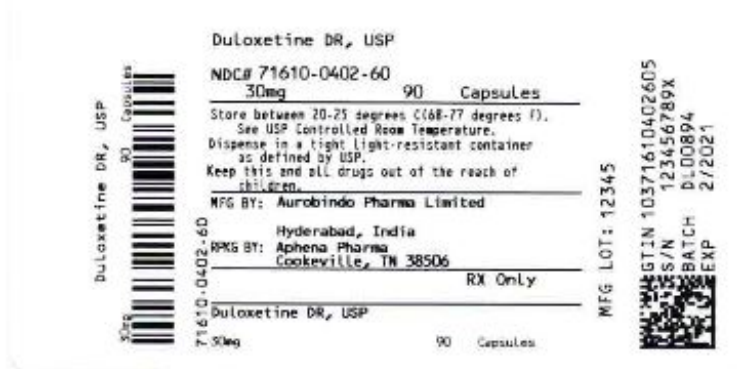 Duloxetine DR, USP
NDC# 71610-0402-60
30mg 90 Capsules
Store between 20-25 degrees C(68-77 degrees f).
See USP Controlled Room Temperature.
Dispense in a tight light-resistant container
as defined by USP.
Keep this and all drugs out of the reach of
children.
MFG BY: Aurobindo Pharma Limited
Hyderabad, India
RPKG BY: Aphena Pharma
Cookeville, TN 38506
RX Only
Duloxetine DR, USP
30mg 90 Capsules
Duloxetine DR, USP
30mg 90 Capsules
71610-0402-60
MFG LOT: 12345
GTIN 10371610402605
S/N 123456789X
BATCH DL00894
EXP 2/2021